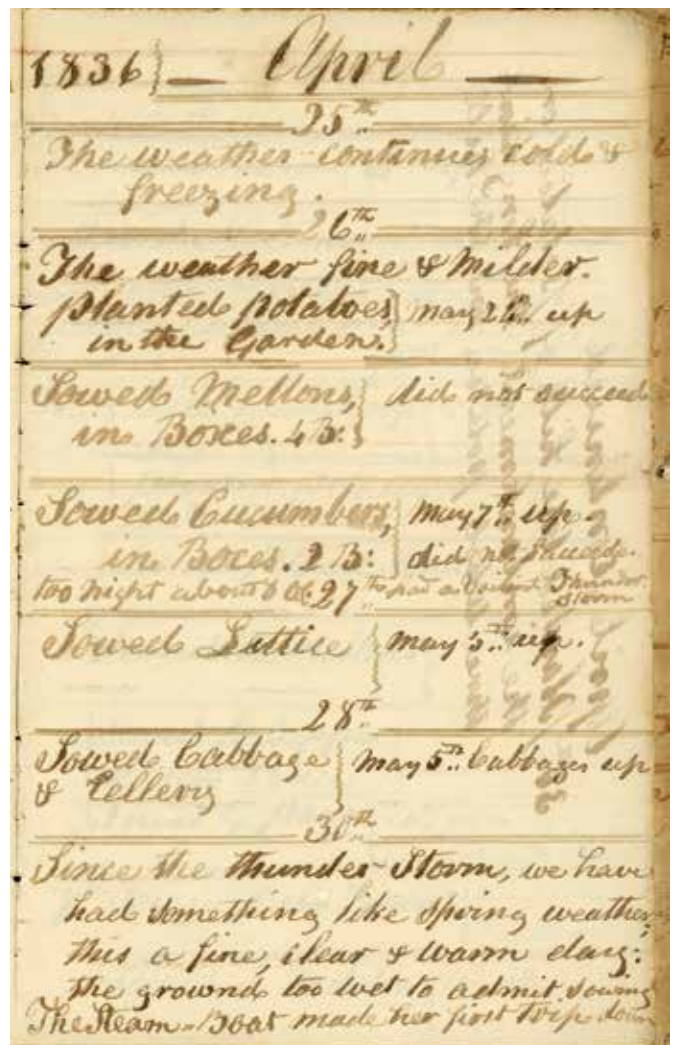 1836} — April —
25th..
The weather continues cold &
freezing.
26th..
The weather fine & Milder.
planted potatoes} may 26.. up
in the Garden.
Sowed Mellons,} did not succeed
in Boxes. 4 B:
Sowed Cucumbers,} May 7th.. up.
in Boxes. 2 B: did not succeed.
too night about 8 27th had a Thunder
Storm
Sowed Lettice } may 5th.. up.
28th..
Sowed Cabbage} may 5th.. Cabbages up
& Cellery
30th
Since the thunder Storm, we have
had something like Spring weather,
this a fine, clear & warm day:
the ground too wet to admit sowing
The Steam-Boat made her first trip down